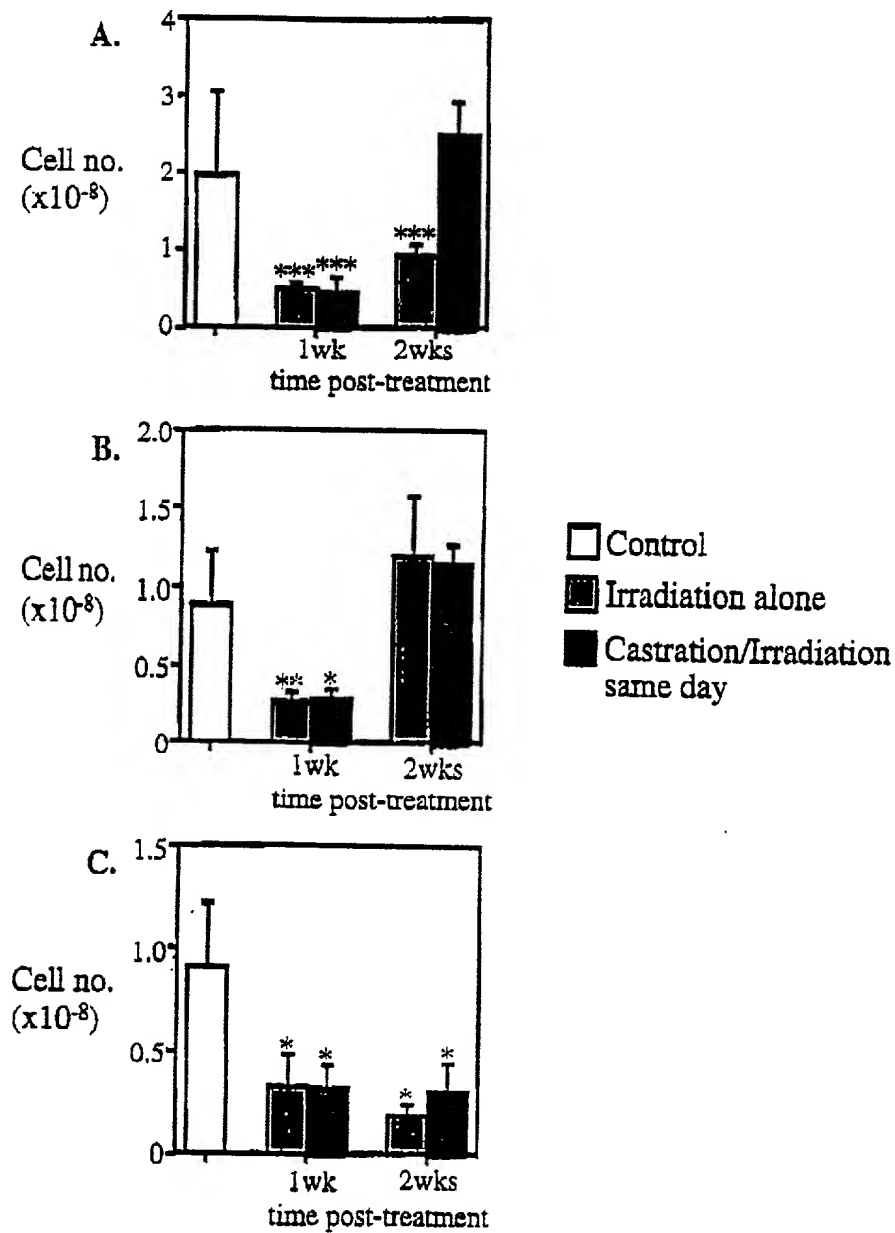 A.
Cell no.
(x10⁻⁸)
4
3
2
1
0
*** *** ***
1wk 2wks
time post-treatment
B.
Cell no.
(x10⁻⁸)
2.0
1.5
1.0
0.5
0
** *
1wk 2wks
time post-treatment
Control
Irradiation alone
Castration/Irradiation
same day
C.
Cell no.
(x10⁻⁸)
1.5
1.0
0.5
0
* * * *
1wk 2wks
time post-treatment